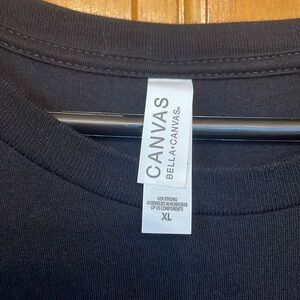 CANVAS
BELLA+CANVAS®
USA STRONG
ASSEMBLED IN HONDURAS
OF US COMPONENTS
XL